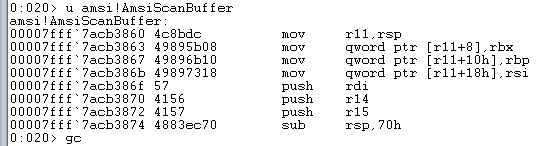 0:020> u amsi!AmsiScanBuffer
amsi!AmsiScanBuffer:
00007fff`7acb3860 4c8bdc mov r11,rsp
00007fff`7acb3863 49895b08 mov qword ptr [r11+8],rbx
00007fff`7acb3867 49896b10 mov qword ptr [r11+10h],rbp
00007fff`7acb386b 49897318 mov qword ptr [r11+18h],rsi
00007fff`7acb386f 57 push rdi
00007fff`7acb3870 4156 push r14
00007fff`7acb3872 4157 push r15
00007fff`7acb3874 4883ec70 sub rsp,70h
0:020> gc